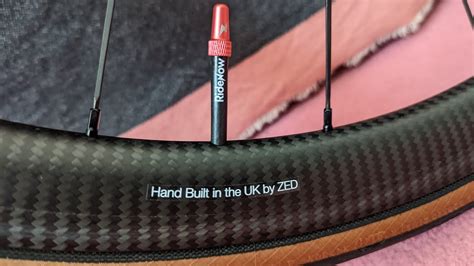 RideNow
Hand Built in the UK by ZED